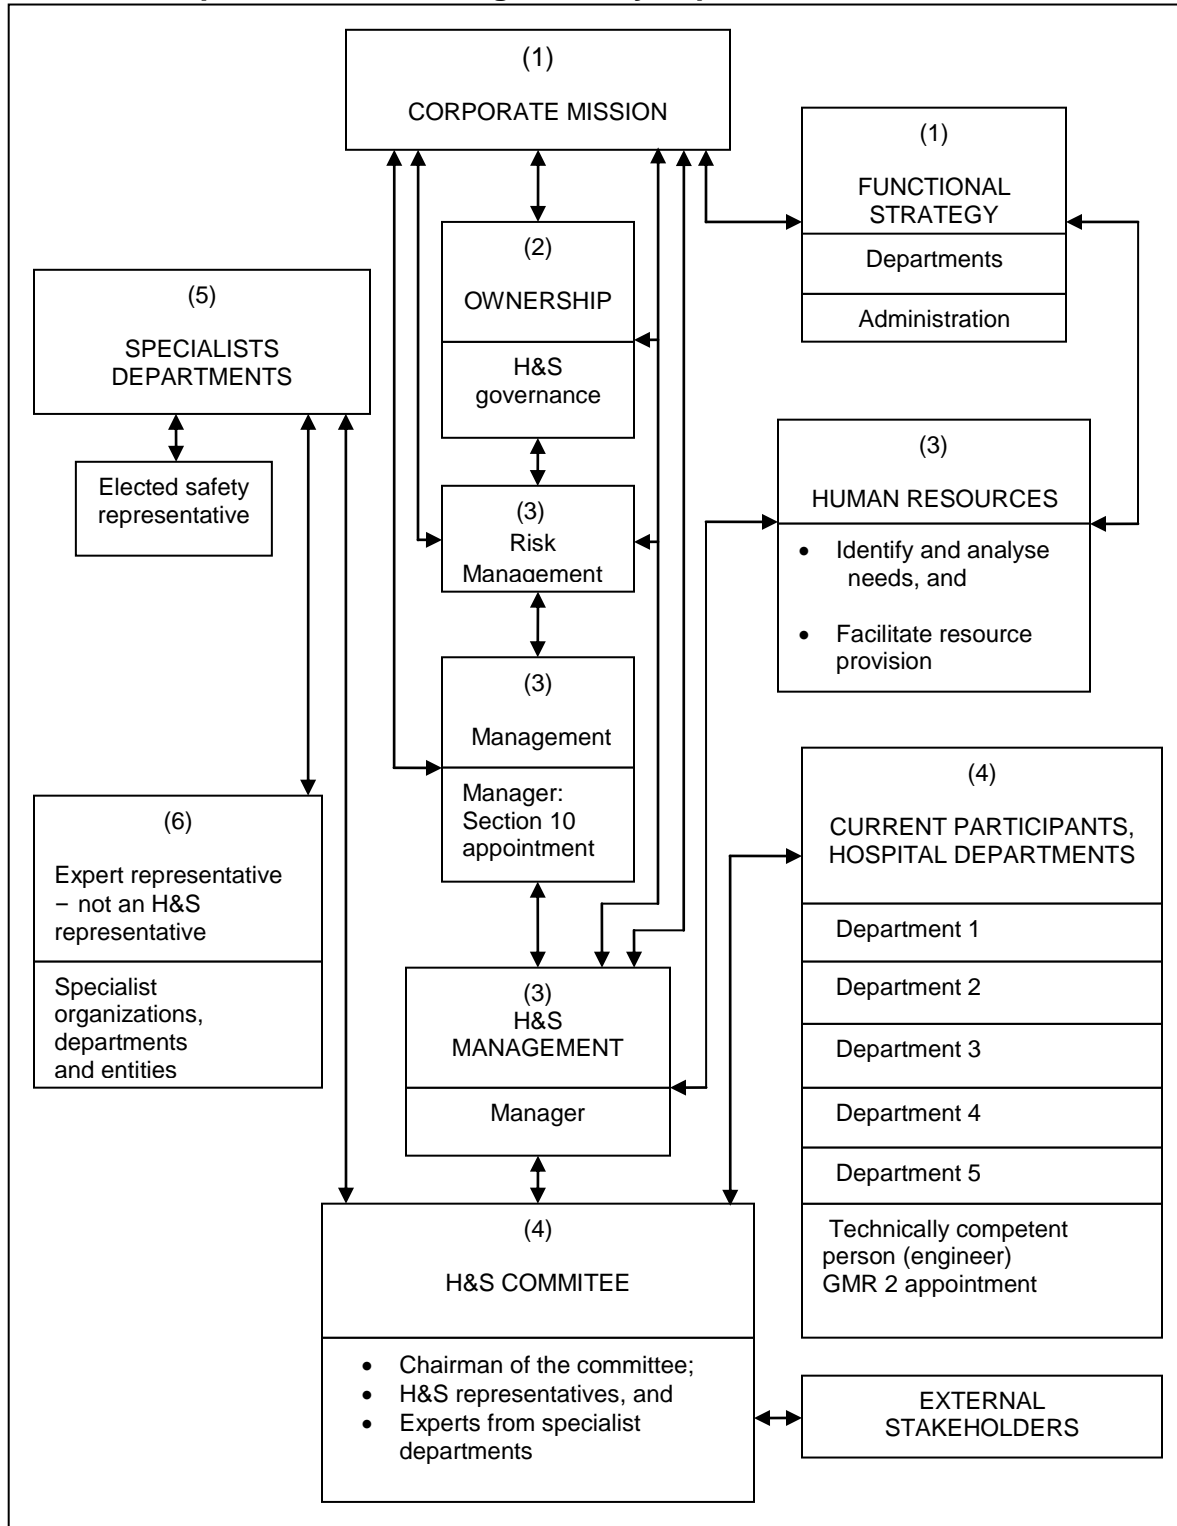 (1)
CORPORATE MISSION
(1)
FUNCTIONAL
STRATEGY
Departments
Administration
(2)
OWNERSHIP
H&S
governance
(5)
SPECIALISTS
DEPARTMENTS
Elected safety
representative
(3)
Risk
Management
(3)
HUMAN RESOURCES
• Identify and analyse
needs, and
• Facilitate resource
provision
(3)
Management
Manager:
Section 10
appointment
(6)
Expert representative
– not an H&S
representative
Specialist
organizations,
departments
and entities
(4)
CURRENT PARTICIPANTS,
HOSPITAL DEPARTMENTS
Department 1
Department 2
Department 3
Department 4
Department 5
Technically competent
person (engineer)
GMR 2 appointment
(3)
H&S
MANAGEMENT
Manager
(4)
H&S COMMITEE
• Chairman of the committee;
• H&S representatives, and
• Experts from specialist
departments
EXTERNAL
STAKEHOLDERS